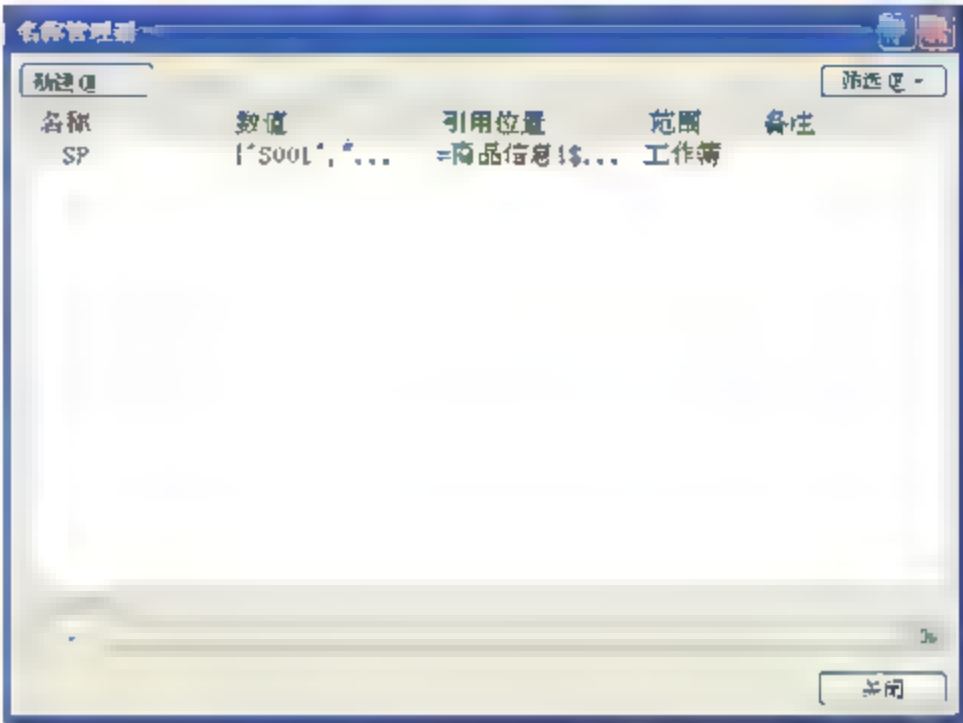 名称管理器
新建(N) 筛选(F)
名称 数值 引用位置 范围 备注
SP {"S001","... =商品信息!$... 工作簿
关闭